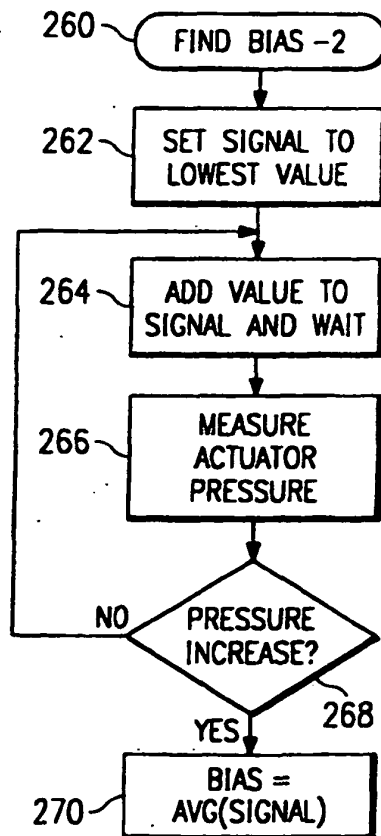 260
FIND BIAS-2
262
SET SIGNAL TO
LOWEST VALUE
264
ADD VALUE TO
SIGNAL AND WAIT
266
MEASURE
ACTUATOR
PRESSURE
NO
PRESSURE
INCREASE?
268
YES
270
BIAS =
AVG(SIGNAL)